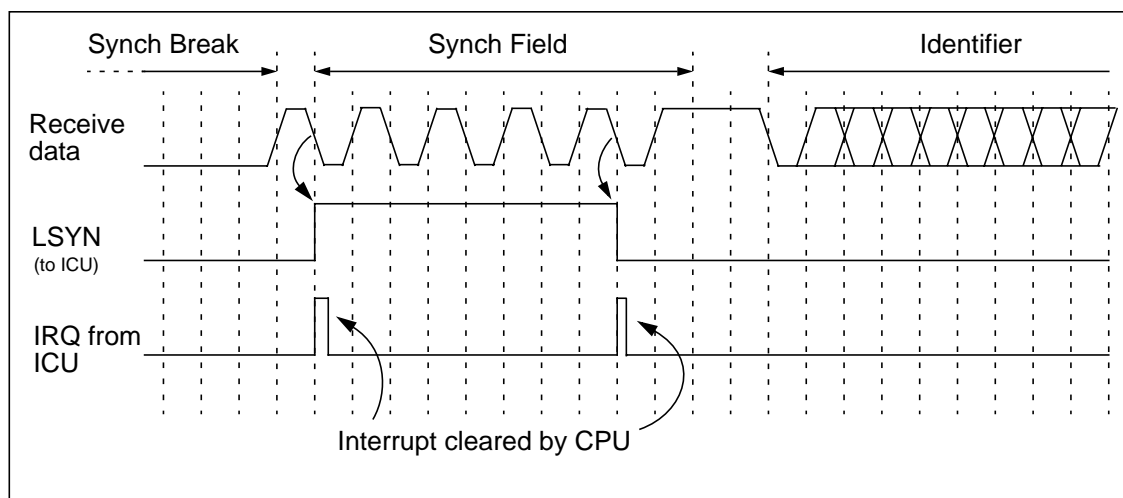 Synch Break
Synch Field
Identifier
Receive
data
LSYN
(to ICU)
IRQ from
ICU
Interrupt cleared by CPU